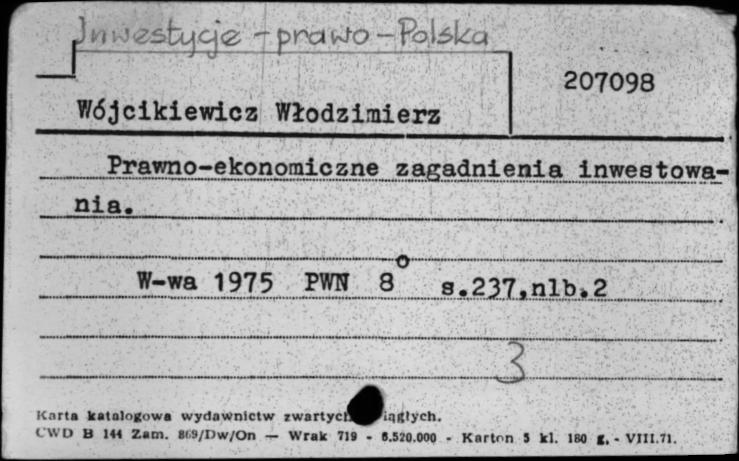 Inwestycje - prawo - Polska
207098
Wójcikiewicz Włodzimierz
Prawno-ekonomiczne zagadnienia inwestowa-
nia.
W-wa 1975 PWN 8° s.237,nlb.2
3
Karta katalogowa wydawnictw zwartych iągłych.
CWD B 144 Zam. 869/Dw/On — Wrak 719 - 6.520.000 - Karton 5 kl. 180 g. - VIII.71.